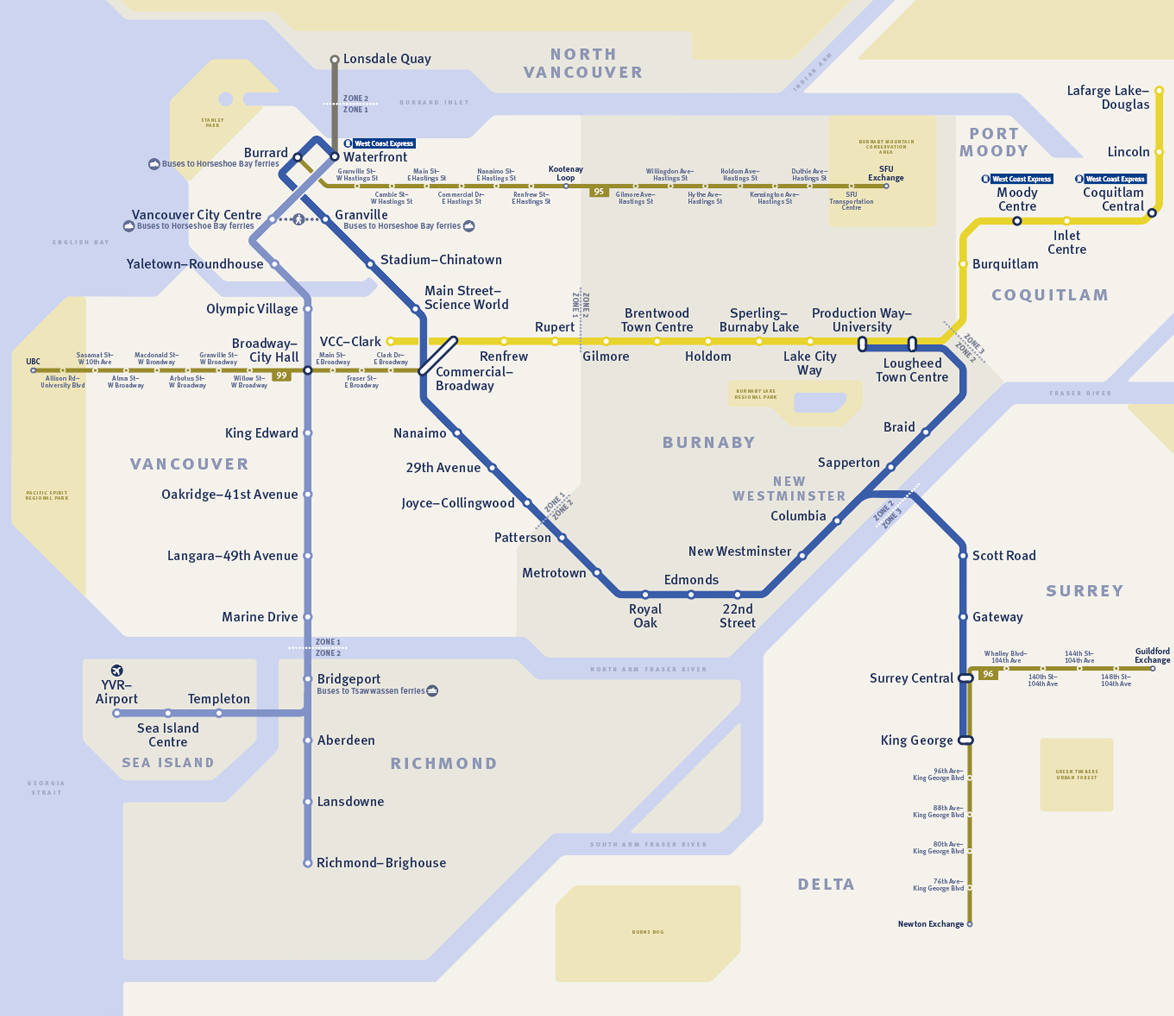 NORTH
VANCOUVER
Lonsdale Quay
ZONE 2
ZONE 1
BURRARD INLET
INDIAN ARM
Lafarge Lake–
Douglas
STANLEY
PARK
PORT
MOODY
BURNABY MOUNTAIN
CONSERVATION
AREA
West Coast Express
Burrard
Waterfront
Buses to Horseshoe Bay ferries
Lincoln
Granville St–
W Hastings St
Main St–
E Hastings St
Nanaimo St–
E Hastings St
Kootenay
Loop
Willingdon Ave–
Hastings St
Holdom Ave–
Hastings St
Duthie Ave–
Hastings St
SFU
Exchange
95
Cambie St–
W Hastings St
Commercial Dr–
E Hastings St
Renfrew St–
E Hastings St
Gilmore Ave–
Hastings St
Hythe Ave–
Hastings St
Kensington Ave–
Hastings St
SFU
Transportation
Centre
West Coast Express
West Coast Express
Moody
Centre
Coquitlam
Central
Vancouver City Centre
Buses to Horseshoe Bay ferries
Granville
Buses to Horseshoe Bay ferries
ENGLISH BAY
Inlet
Centre
Yaletown–Roundhouse
Stadium–Chinatown
Burquitlam
COQUITLAM
Olympic Village
Main Street–
Science World
ZONE 1
ZONE 2
Brentwood
Town Centre
Sperling–
Burnaby Lake
Production Way–
University
Rupert
VCC–Clark
Renfrew
Gilmore
Holdom
Lake City
Way
Lougheed
Town Centre
ZONE 3
ZONE 2
Broadway–
City Hall
UBC
Sasamat St–
W 10th Ave
Macdonald St–
W Broadway
Granville St–
W Broadway
Main St–
E Broadway
Clark Dr–
E Broadway
99
Allison Rd–
University Blvd
Alma St–
W Broadway
Arbutus St–
W Broadway
Willow St–
W Broadway
Fraser St–
E Broadway
Commercial–
Broadway
BURNABY LAKE
REGIONAL PARK
FRASER RIVER
King Edward
Nanaimo
Braid
BURNABY
VANCOUVER
29th Avenue
Sapperton
NEW
WESTMINSTER
PACIFIC SPIRIT
REGIONAL PARK
Oakridge–41st Avenue
Joyce–Collingwood
ZONE 1
ZONE 2
ZONE 2
ZONE 3
Columbia
Patterson
Langara–49th Avenue
New Westminster
Scott Road
Metrotown
Edmonds
SURREY
Royal
Oak
22nd
Street
Marine Drive
Gateway
ZONE 1
ZONE 2
NORTH ARM FRASER RIVER
Whalley Blvd–
104th Ave
144th St–
104th Ave
Guildford
Exchange
96
140th St–
104th Ave
148th St–
104th Ave
YVR–
Airport
Templeton
Bridgeport
Buses to Tsawwassen ferries
Surrey Central
Sea Island
Centre
SEA ISLAND
Aberdeen
King George
RICHMOND
96th Ave–
King George Blvd
GREEN TIMBERS
URBAN FOREST
GEORGIA
STRAIT
Lansdowne
88th Ave–
King George Blvd
SOUTH ARM FRASER RIVER
80th Ave–
King George Blvd
Richmond–Brighouse
DELTA
76th Ave–
King George Blvd
Newton Exchange
BURNS BOG